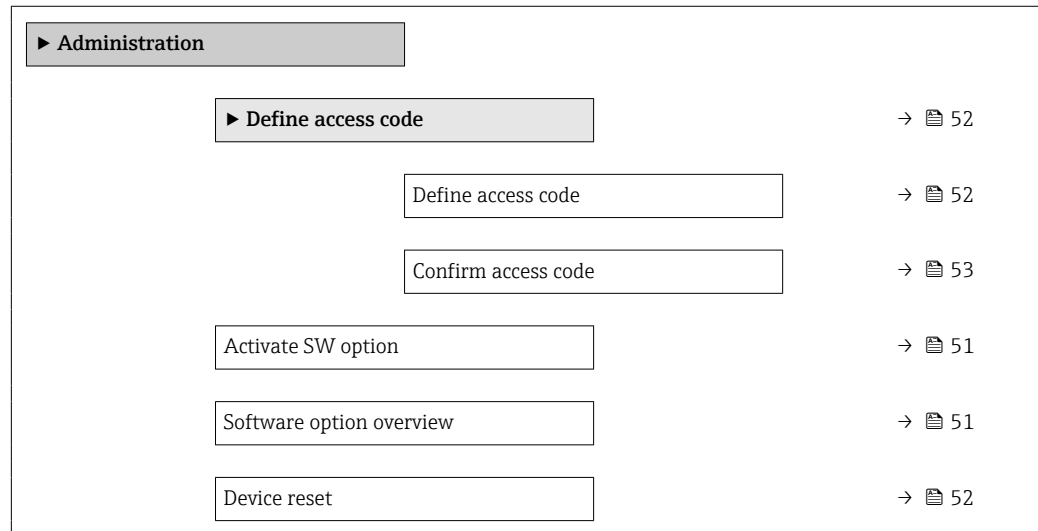 ▶ Administration
▶ Define access code → 52
Define access code → 52
Confirm access code → 53
Activate SW option → 51
Software option overview → 51
Device reset → 52